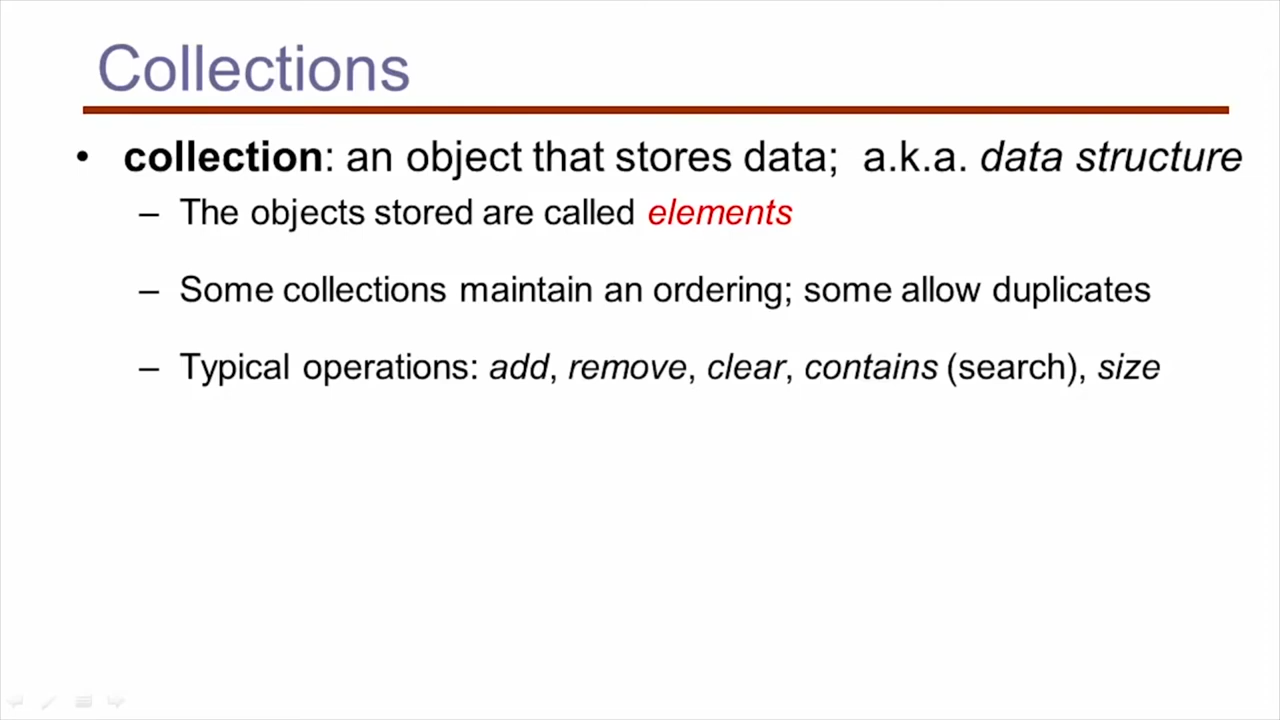 Collections
• collection: an object that stores data; a.k.a. data structure
– The objects stored are called elements
– Some collections maintain an ordering; some allow duplicates
– Typical operations: add, remove, clear, contains (search), size